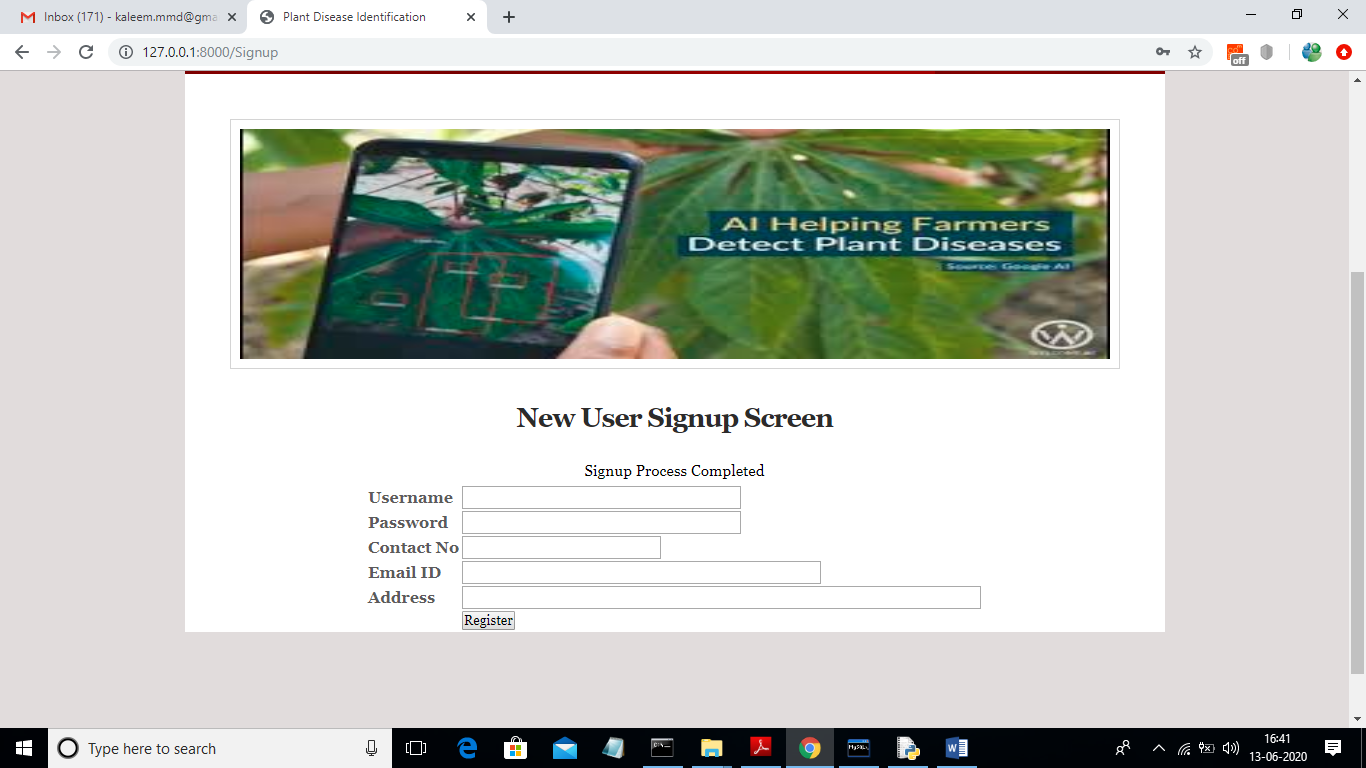 Inbox (171) - kaleem.mmd@gma
Plant Disease Identification
127.0.0.1:8000/Signup
off
AI Helping Farmers
Detect Plant Diseases
Source: Google AI
New User Signup Screen
Signup Process Completed
Username
Password
Contact No
Email ID
Address
Register
Type here to search
16:41
13-06-2020